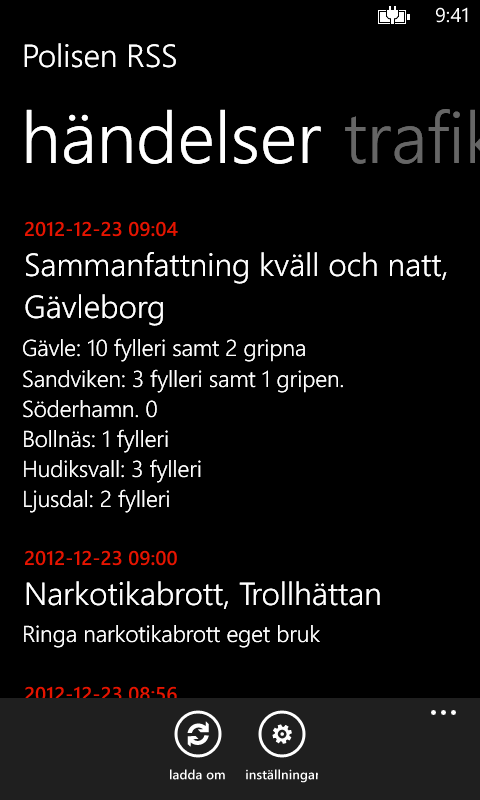 9:41
Polisen RSS
händelser trafik
2012-12-23 09:04
Sammanfattning kväll och natt,
Gävleborg
Gävle: 10 fylleri samt 2 gripna
Sandviken: 3 fylleri samt 1 gripen.
Söderhamn. 0
Bollnäs: 1 fylleri
Hudiksvall: 3 fylleri
Ljusdal: 2 fylleri
2012-12-23 09:00
Narkotikabrott, Trollhättan
Ringa narkotikabrott eget bruk
2012-12-23 08:56
ladda om inställningar